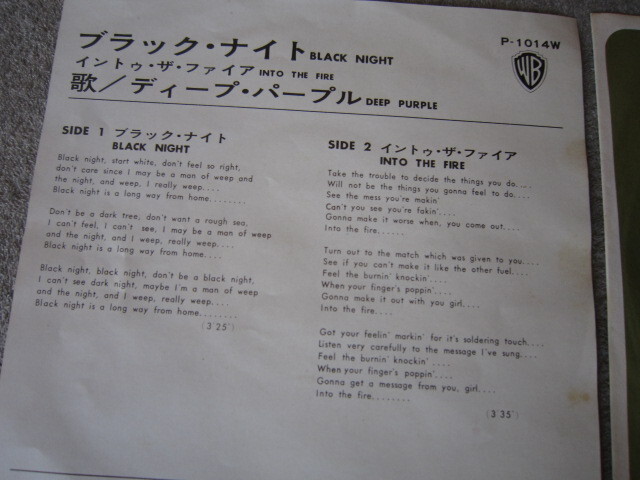 ブラック・ナイト BLACK NIGHT
イントゥ・ザ・ファイア INTO THE FIRE
歌／ディープ・パープル DEEP PURPLE
P-1014W
WB
SIDE 1 ブラック・ナイト
BLACK NIGHT
Black night, start white, don't feel so right,
don't care since I may be a man of weep and
the night, and weep, I really weep....
Black night is a long way from home........
Don't be a dark tree, don't want a rough sea,
I can't feel, I can't see, I may be a man of weep
and the night, and I weep, really weep....
Black night is a long way from home....
Black night, black night, don't be a black night,
I can't see dark night, maybe I'm a man of weep
and the night, and I weep, really weep....
Black night is a long way from home.......
(3'25")
SIDE 2 イントゥ・ザ・ファイア
INTO THE FIRE
Take the trouble to decide the things you do....
Will not be the things you gonna feel to do....
See the mess you're makin'
Can't you see you're fakin'....
Gonna make it worse when, you come out....
Into the fire......
Turn out to the match which was given to you....
See if you can't make it like the other fuel....
Feel the burnin' knockin'....
When your finger's poppin'....
Gonna make it out with you girl....
Into the fire....
Got your feelin' markin' for it's soldering touch....
Listen very carefully to the message I've sung....
Feel the burnin' knockin' ....
When your finger's poppin'....
Gonna get a message from you, girl....
Into the fire........
(3'35")